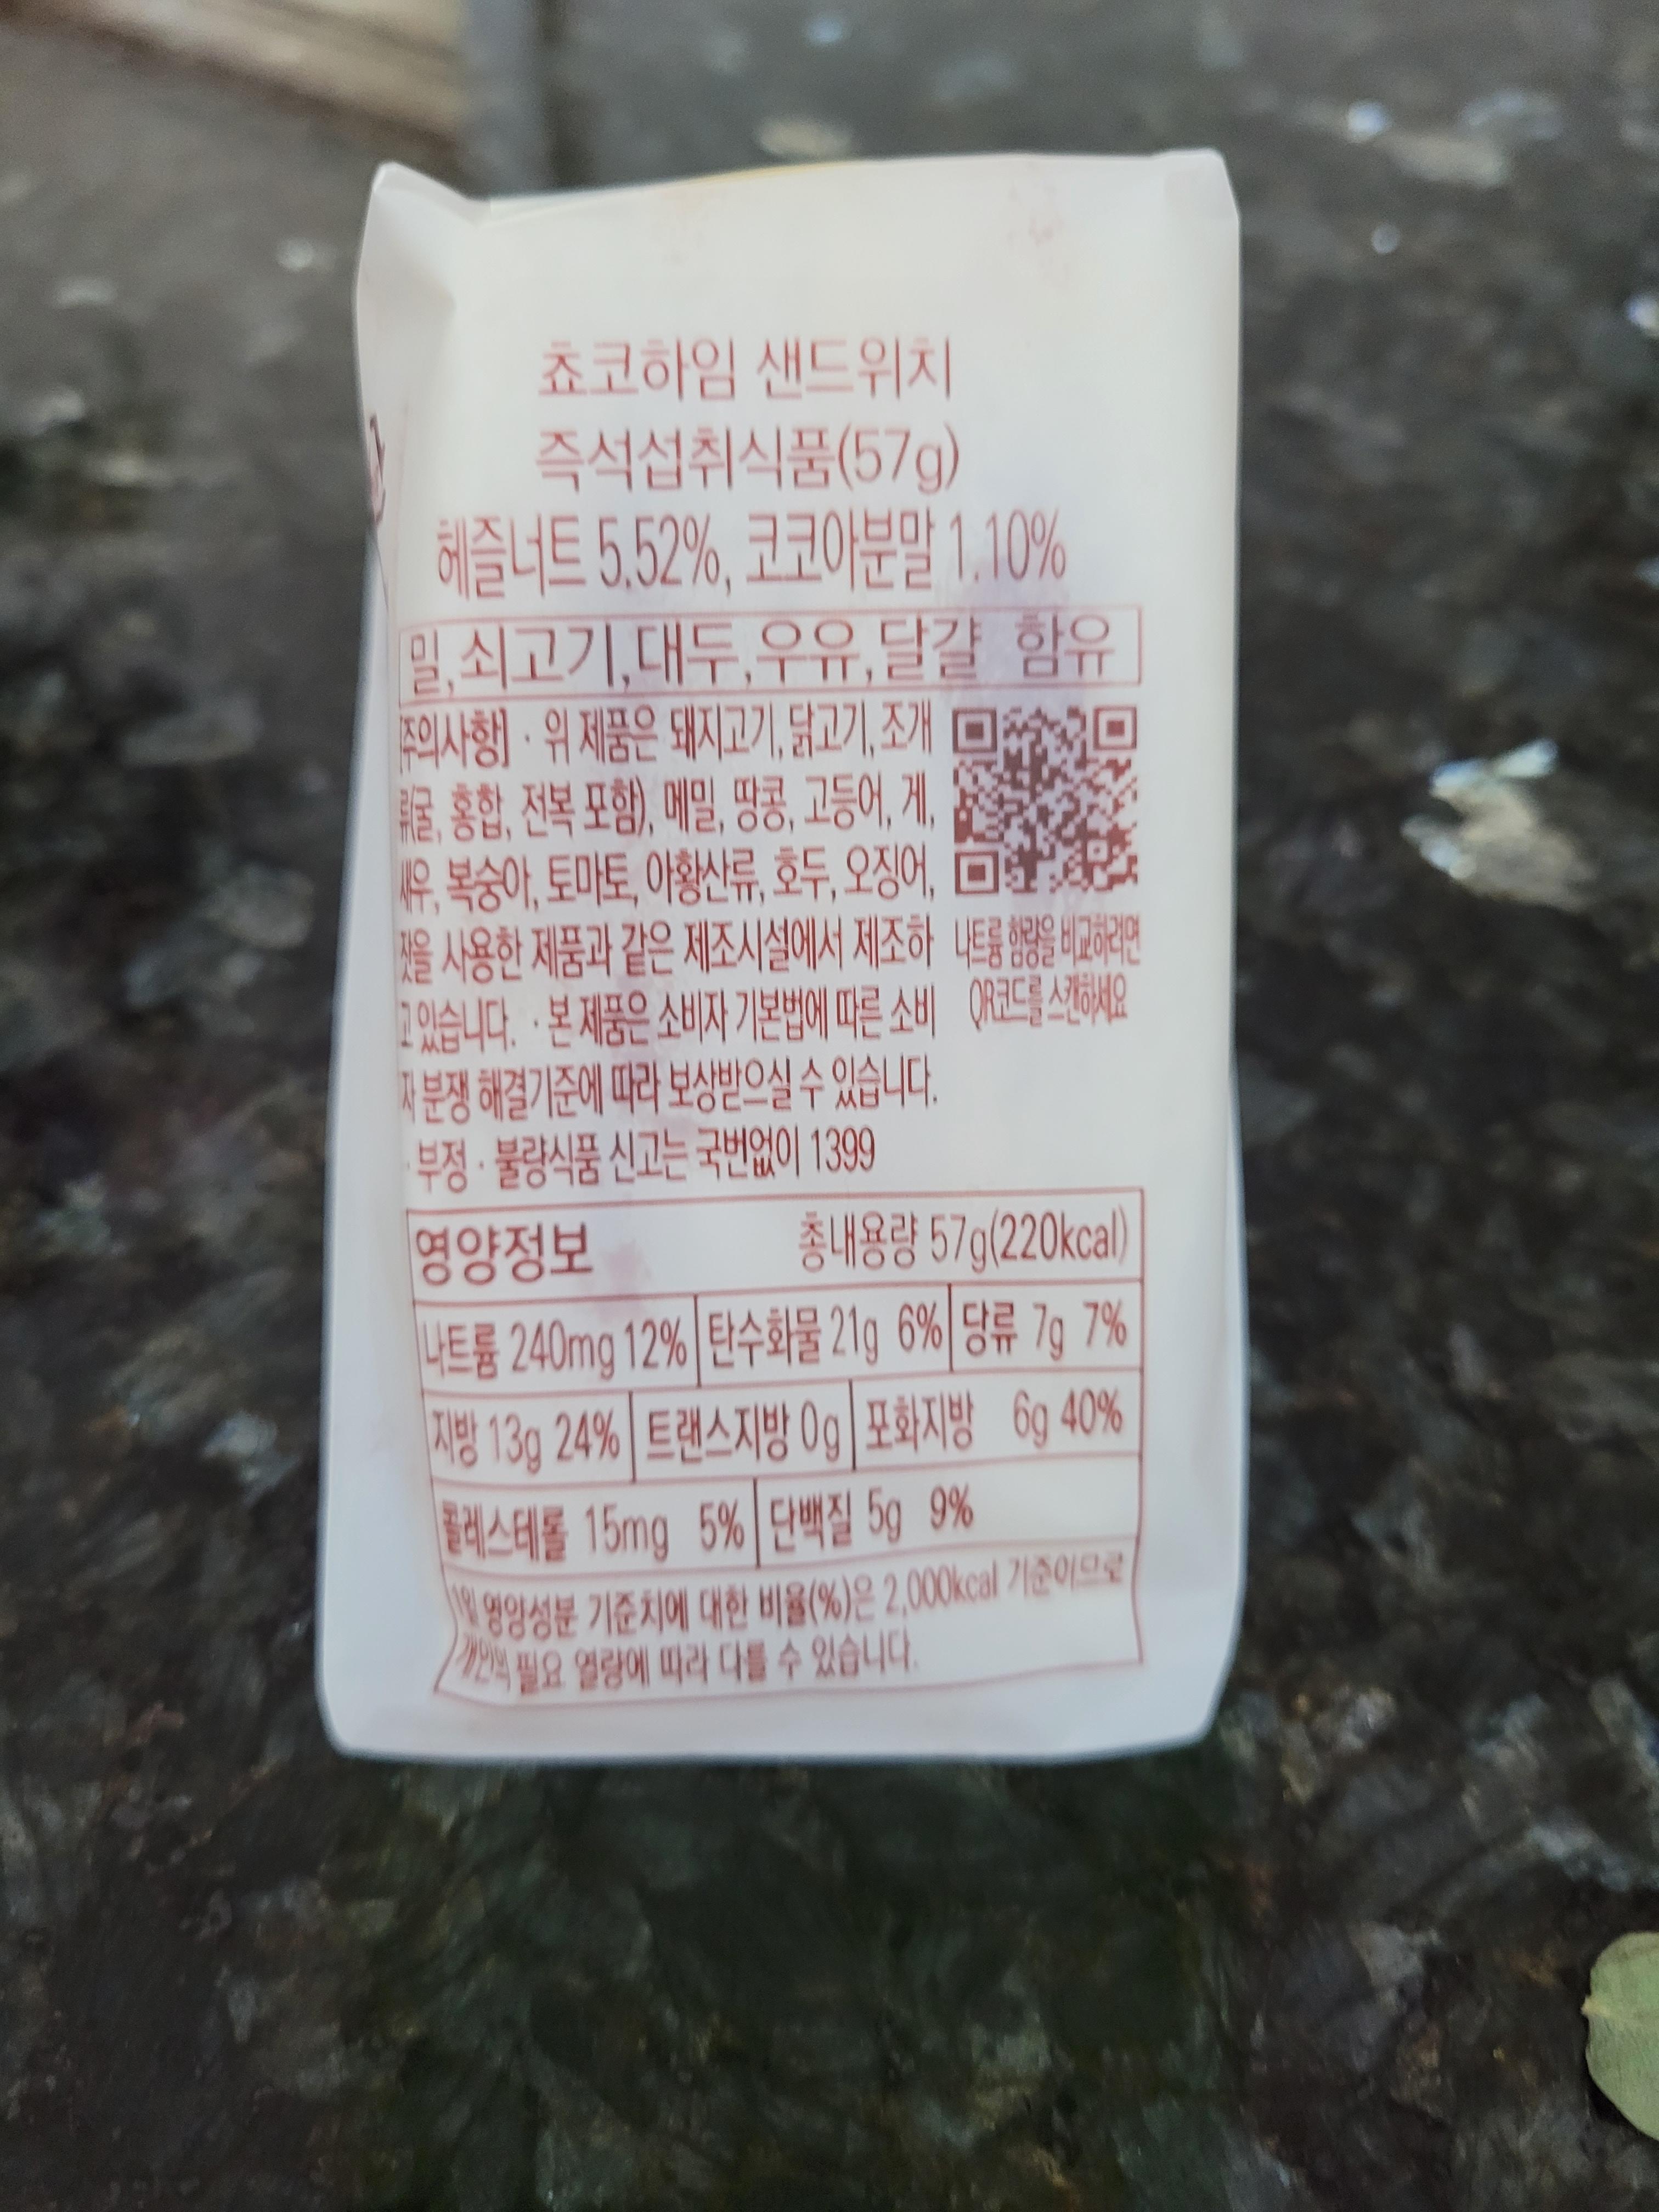 쵸코하임 샌드위치
즉석섭취식품(57g)
헤즐너트 5.52%, 코코아분말 1.10%
밀,쇠고기,대두,우유,달걀 함유
[주의사항] · 위 제품은 돼지고기, 닭고기, 조개
류(굴, 홍합, 전복 포함), 메밀, 땅콩, 고등어, 게,
새우, 복숭아, 토마토, 아황산류, 호두, 오징어,
잣을 사용한 제품과 같은 제조시설에서 제조하
고 있습니다. · 본 제품은 소비자 기본법에 따른 소비
자 분쟁 해결기준에 따라 보상받으실 수 있습니다.
· 부정 · 불량식품 신고는 국번없이 1399
나트륨 함량을 비교하려면
QR코드를 스캔하세요
영양정보 총내용량 57g(220kcal)
나트륨 240mg 12% 탄수화물 21g 6% 당류 7g 7%
지방 13g 24% 트랜스지방 0g 포화지방 6g 40%
콜레스테롤 15mg 5% 단백질 5g 9%
1일 영양성분 기준치에 대한 비율(%)은 2,000kcal 기준이므로
개인의 필요 열량에 따라 다를 수 있습니다.